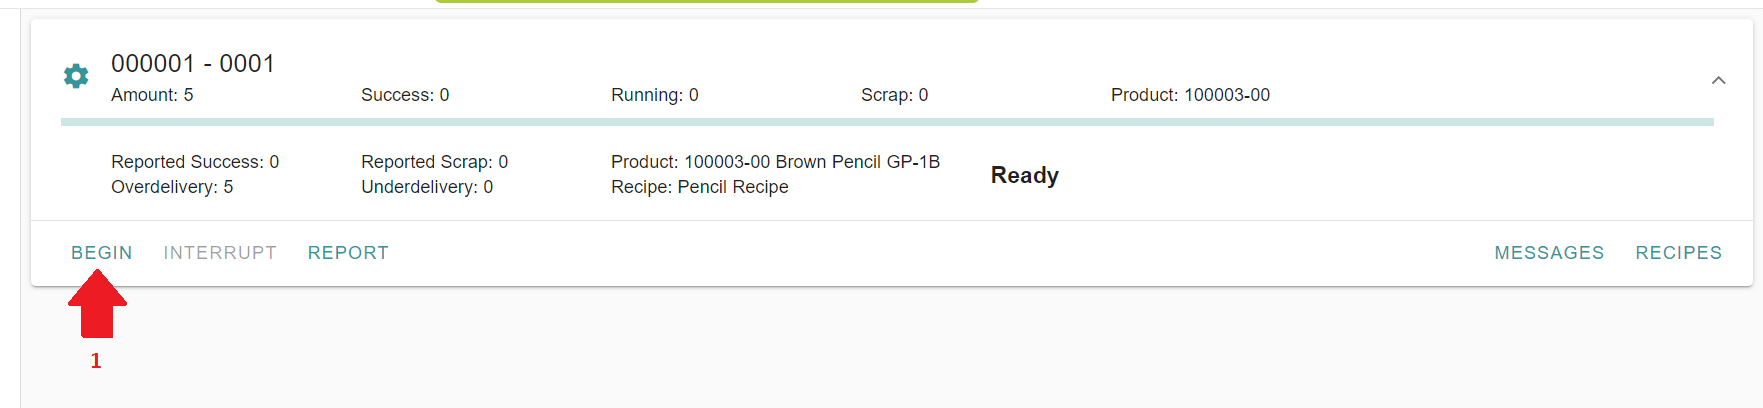 000001 - 0001
Amount: 5 Success: 0 Running: 0 Scrap: 0 Product: 100003-00
Reported Success: 0 Reported Scrap: 0 Product: 100003-00 Brown Pencil GP-1B
Ready
Overdelivery: 5 Underdelivery: 0 Recipe: Pencil Recipe
BEGIN INTERRUPT REPORT MESSAGES RECIPES
1